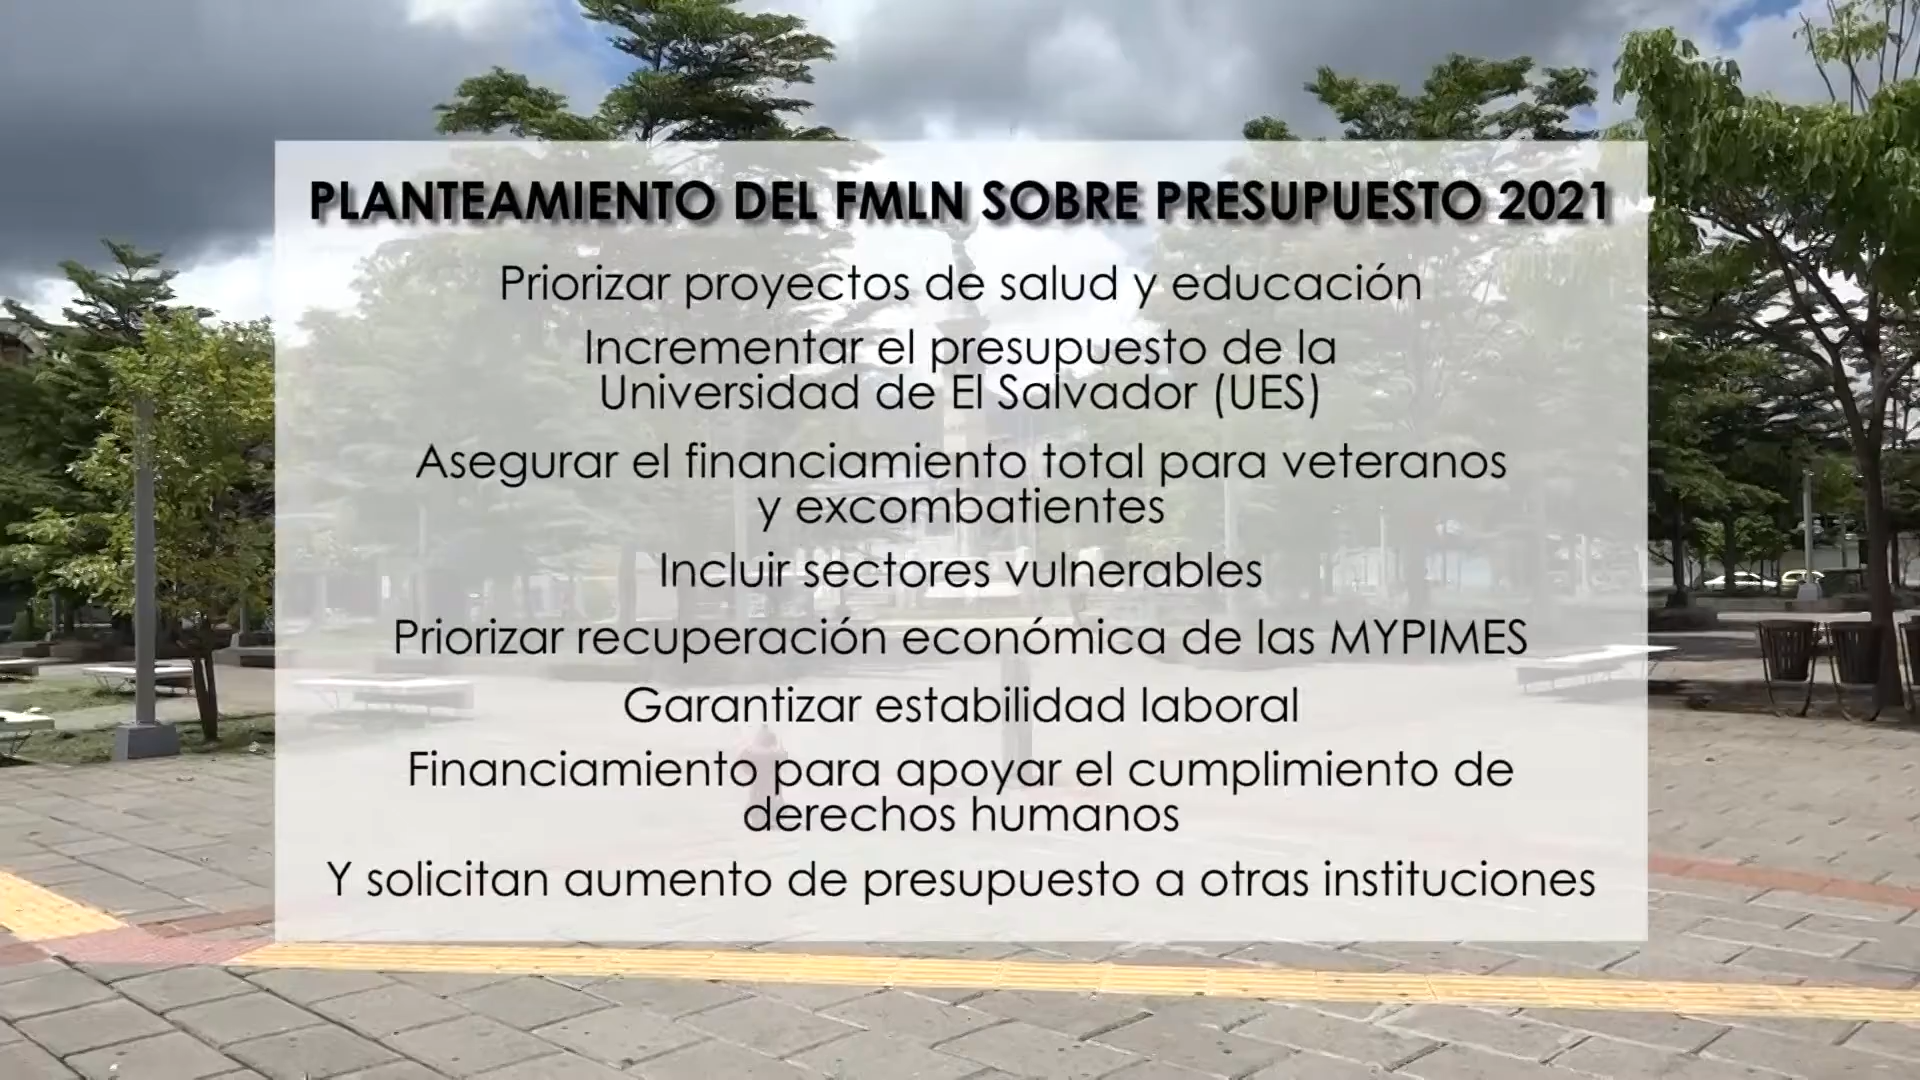 PLANTEAMIENTO DEL FMLN SOBRE PRESUPUESTO 2021
Priorizar proyectos de salud y educación
Incrementar el presupuesto de la
Universidad de El Salvador (UES)
Asegurar el financiamiento total para veteranos
y excombatientes
Incluir sectores vulnerables
Priorizar recuperación económica de las MYPIMES
Garantizar estabilidad laboral
Financiamiento para apoyar el cumplimiento de
derechos humanos
Y solicitan aumento de presupuesto a otras instituciones